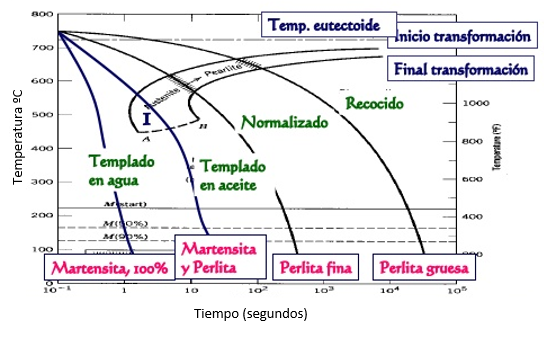 800
Temp. eutectoide
Inicio transformación
700
Final transformación
600
Pearlite
Recocido
1000
500
I
A
B
Normalizado
800
400
Templado
en agua
Templado
en aceite
600
300
M(start)
400
200
M(50%)
M(90%)
100
Martensita, 100%
Martensita
y Perlita
Perlita fina
Perlita gruesa
0
10⁻¹
1
10
10²
10³
10⁴
10⁵
Temperatura ºC
Temperature (ºF)
Tiempo (segundos)